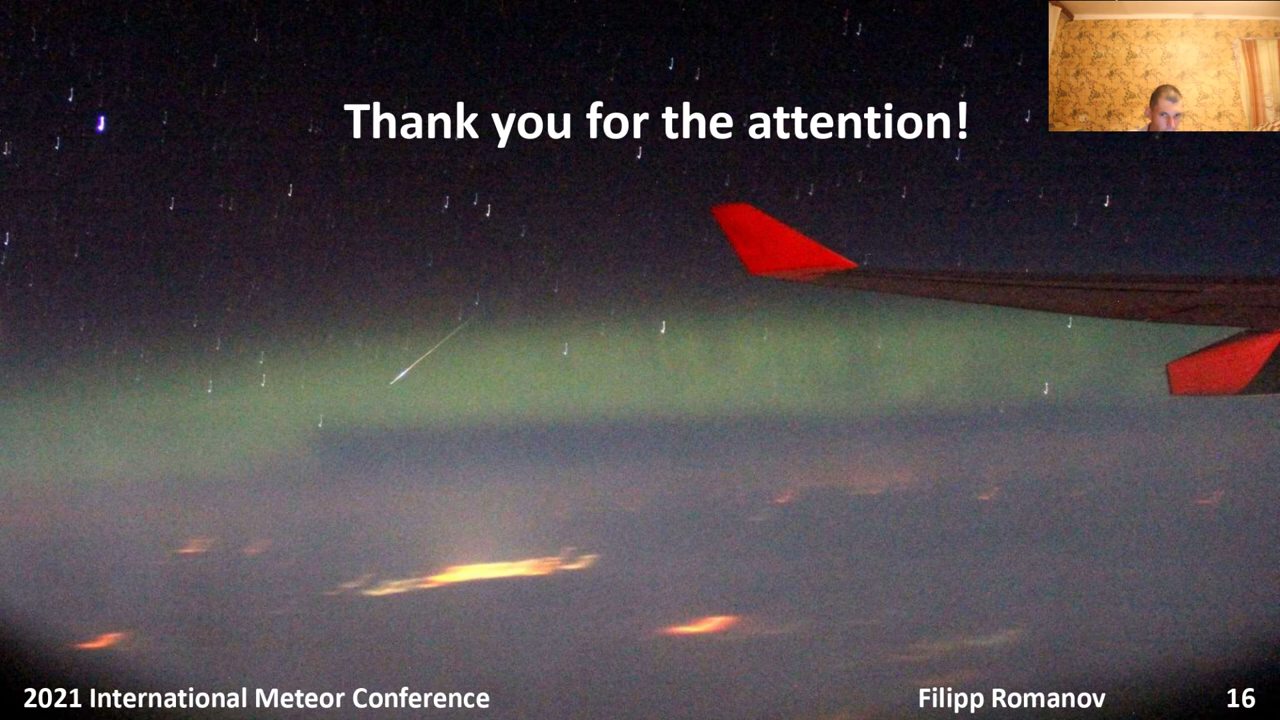 Thank you for the attention!
2021 International Meteor Conference
Filipp Romanov
16